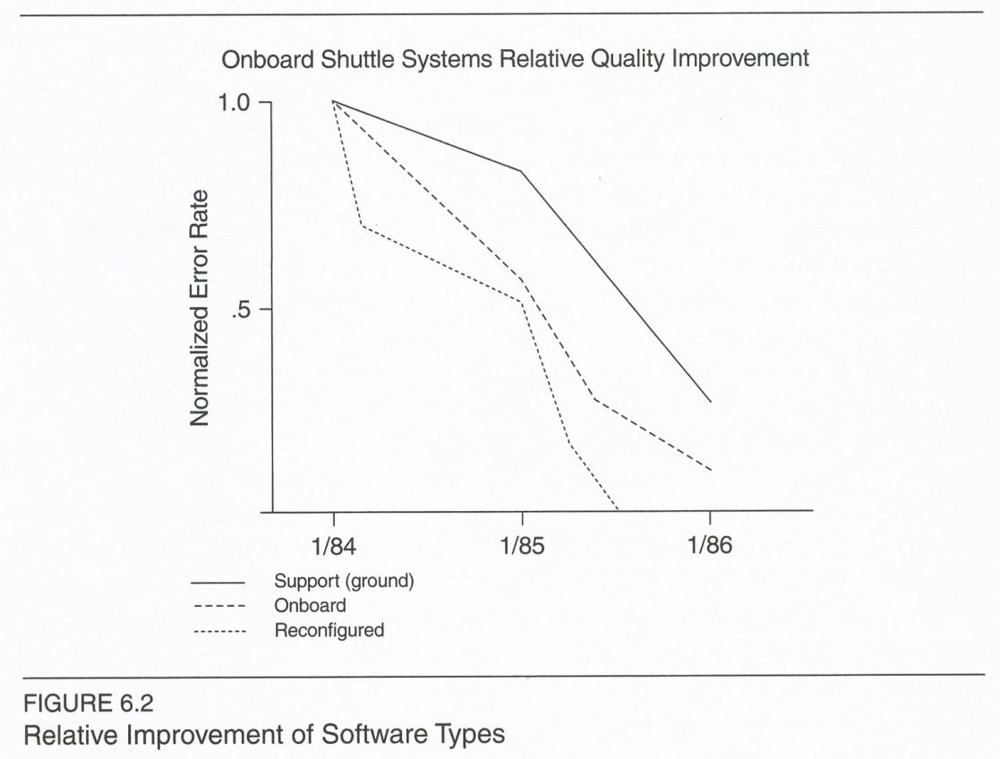 Onboard Shuttle Systems Relative Quality Improvement
1.0
.5
Normalized Error Rate
1/84 1/85 1/86
Support (ground)
Onboard
Reconfigured
FIGURE 6.2
Relative Improvement of Software Types